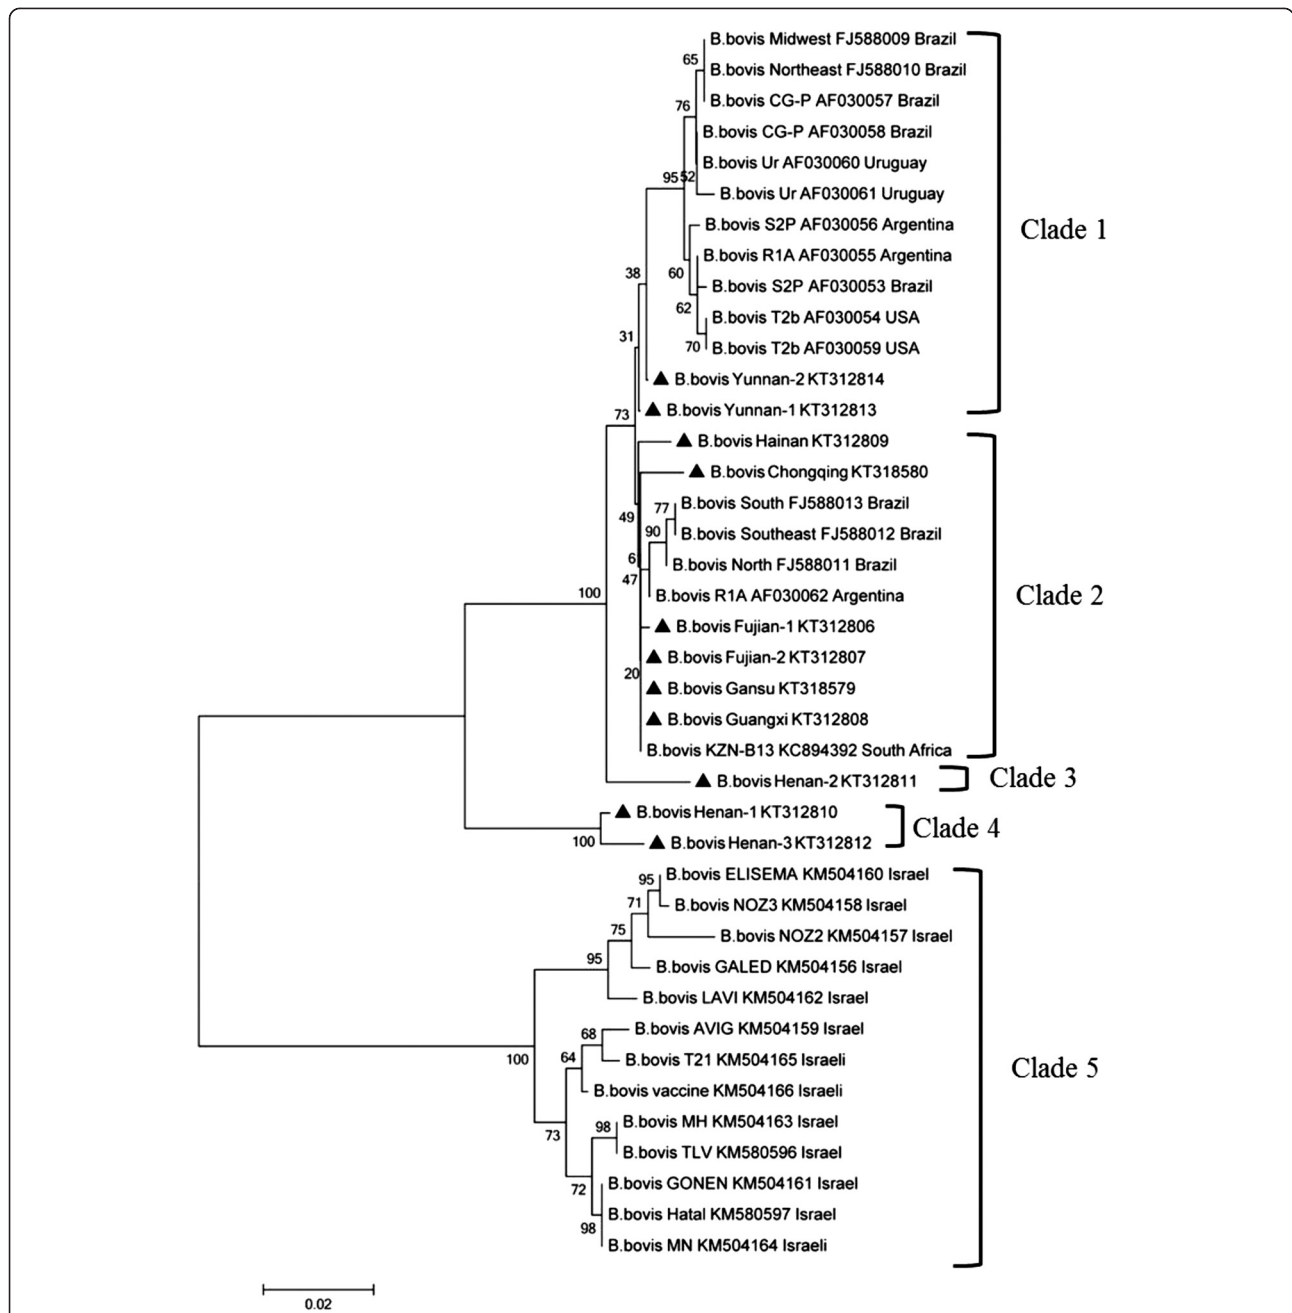 B.bovis Midwest FJ588009 Brazil
65
B.bovis Northeast FJ588010 Brazil
B.bovis CG-P AF030057 Brazil
76
B.bovis CG-P AF030058 Brazil
B.bovis Ur AF030060 Uruguay
95 52
B.bovis Ur AF030061 Uruguay
Clade 1
B.bovis S2P AF030056 Argentina
B.bovis R1A AF030055 Argentina
38
60
B.bovis S2P AF030053 Brazil
62
B.bovis T2b AF030054 USA
31
70
B.bovis T2b AF030059 USA
▲ B.bovis Yunnan-2 KT312814
73
▲ B.bovis Yunnan-1 KT312813
▲ B.bovis Hainan KT312809
▲ B.bovis Chongqing KT318580
77
B.bovis South FJ588013 Brazil
49
90
B.bovis Southeast FJ588012 Brazil
6
B.bovis North FJ588011 Brazil
47
100
B.bovis R1A AF030062 Argentina
Clade 2
▲ B.bovis Fujian-1 KT312806
▲ B.bovis Fujian-2 KT312807
20
▲ B.bovis Gansu KT318579
▲ B.bovis Guangxi KT312808
B.bovis KZN-B13 KC894392 South Africa
▲ B.bovis Henan-2 KT312811
Clade 3
▲ B.bovis Henan-1 KT312810
Clade 4
100
▲ B.bovis Henan-3 KT312812
95
B.bovis ELISEMA KM504160 Israel
71
B.bovis NOZ3 KM504158 Israel
75
B.bovis NOZ2 KM504157 Israel
95
B.bovis GALED KM504156 Israel
B.bovis LAVI KM504162 Israel
68
B.bovis AVIG KM504159 Israel
100
64
B.bovis T21 KM504165 Israeli
Clade 5
B.bovis vaccine KM504166 Israeli
98
B.bovis MH KM504163 Israel
73
B.bovis TLV KM580596 Israel
72
B.bovis GONEN KM504161 Israel
B.bovis Hatal KM580597 Israel
98
B.bovis MN KM504164 Israeli
0.02